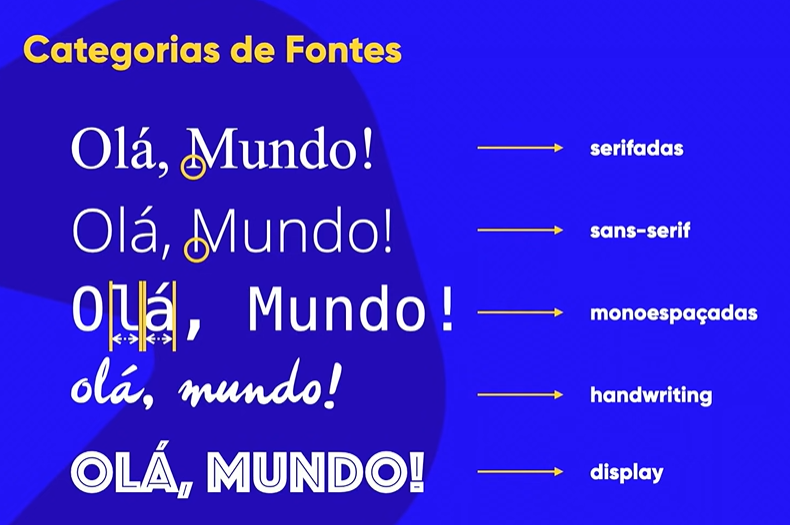 Categorias de Fontes
Olá, Mundo! serifadas
Olá, Mundo! sans-serif
Olá, Mundo! monoespaçadas
olá, mundo! handwriting
OLÁ, MUNDO! display